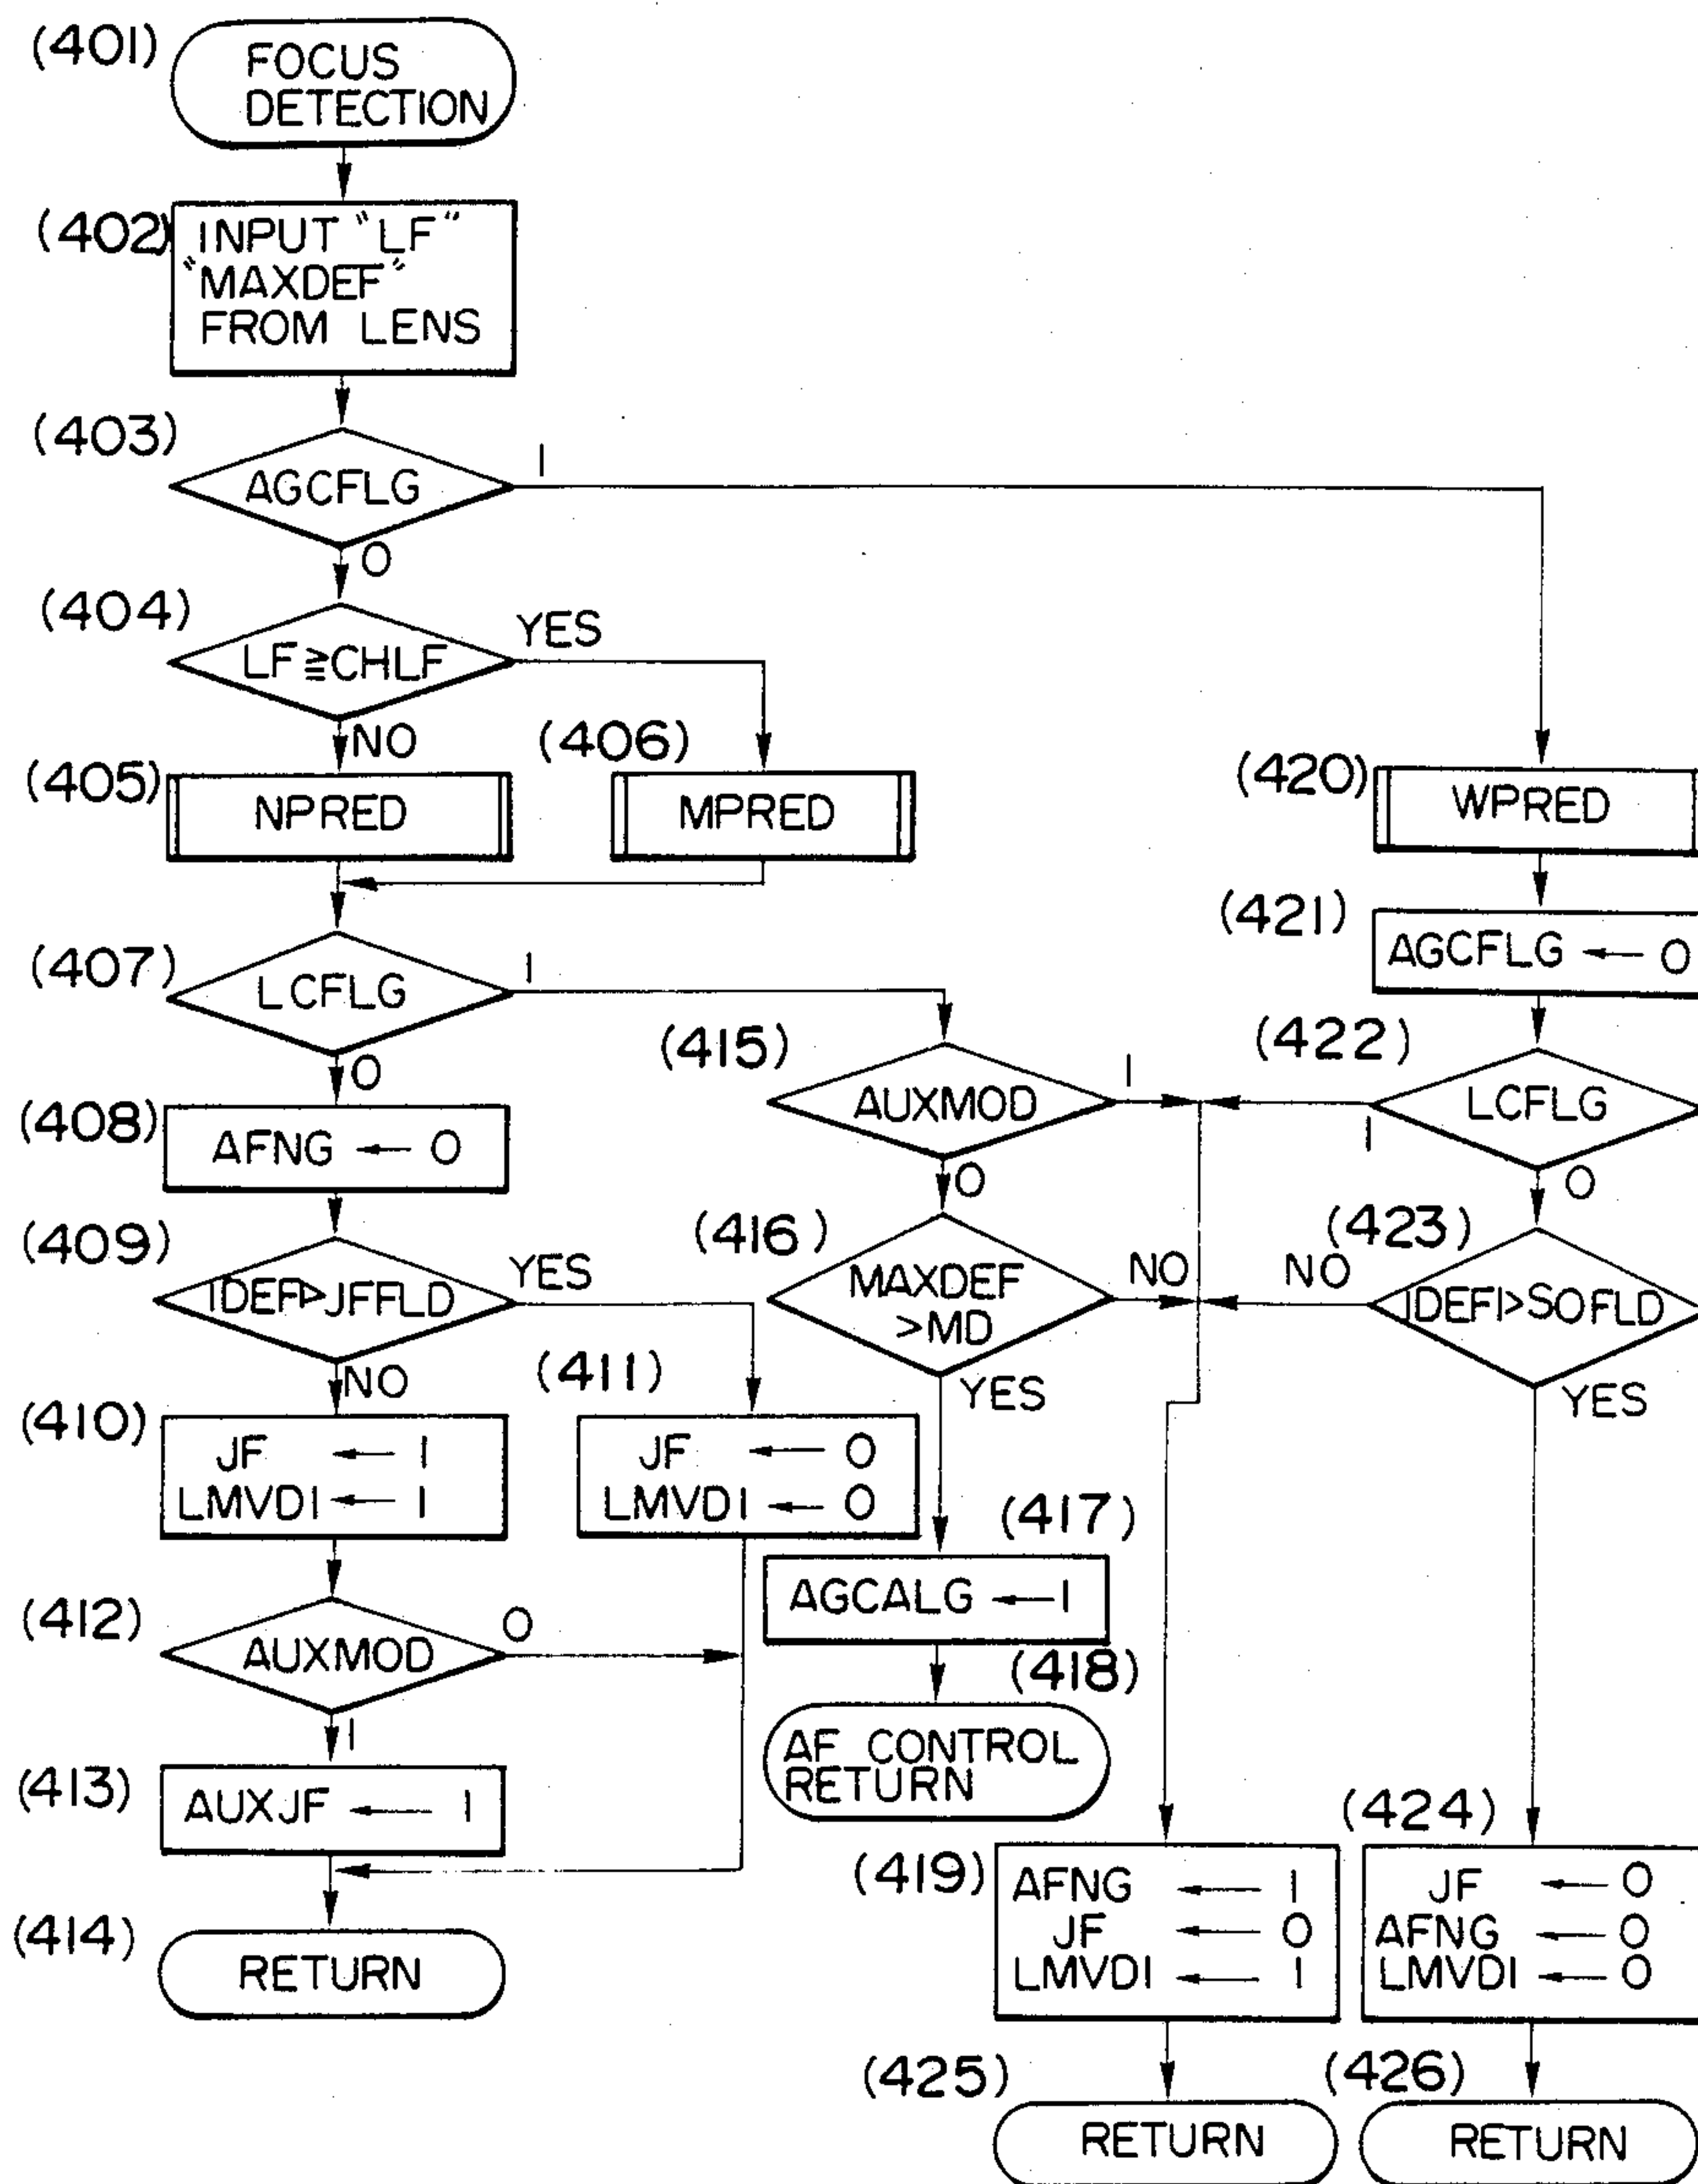 (401)
FOCUS
DETECTION
(402)
INPUT "LF"
"MAXDEF"
FROM LENS
(403)
AGCFLG
1
0
(404)
LF≧CHLF
YES
NO
(405)
NPRED
(406)
MPRED
(420)
WPRED
(421)
AGCFLG ← 0
(407)
LCFLG
1
0
(415)
AUXMOD
1
0
(422)
LCFLG
1
0
(408)
AFNG ← 0
(409)
|DEF|>JFFLD
YES
NO
(416)
MAXDEF
>MD
NO
YES
(423)
|DEF|>SOFLD
NO
YES
(410)
JF ← 1
LMVDI ← 1
(411)
JF ← 0
LMVDI ← 0
(417)
AGCALG ← 1
(412)
AUXMOD
0
1
(418)
AF CONTROL
RETURN
(413)
AUXJF ← 1
(414)
RETURN
(419)
AFNG ← 1
JF ← 0
LMVDI ← 1
(424)
JF ← 0
AFNG ← 0
LMVDI ← 0
(425)
RETURN
(426)
RETURN